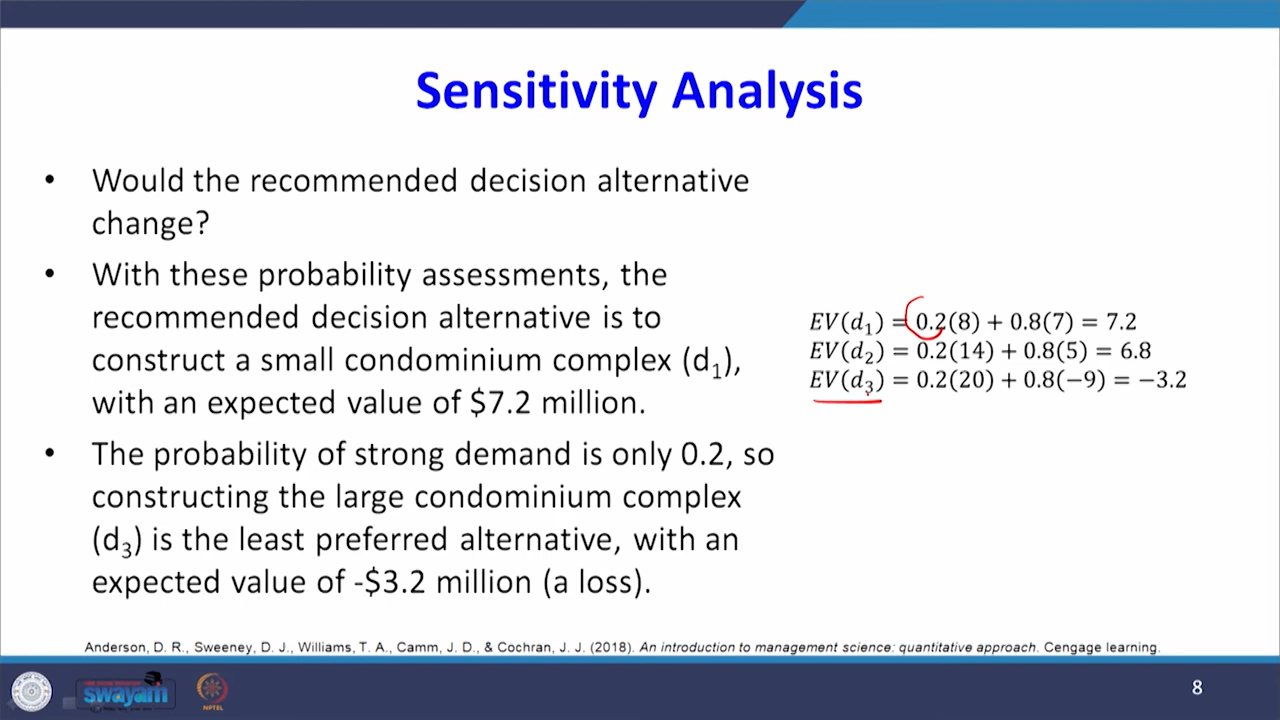 Sensitivity Analysis
• Would the recommended decision alternative
change?
• With these probability assessments, the
recommended decision alternative is to
construct a small condominium complex (d₁),
with an expected value of $7.2 million.
• The probability of strong demand is only 0.2, so
constructing the large condominium complex
(d₃) is the least preferred alternative, with an
expected value of -$3.2 million (a loss).
EV(d₁) = 0.2(8) + 0.8(7) = 7.2
EV(d₂) = 0.2(14) + 0.8(5) = 6.8
EV(d₃) = 0.2(20) + 0.8(−9) = −3.2
Anderson, D. R., Sweeney, D. J., Williams, T. A., Camm, J. D., & Cochran, J. J. (2018). An introduction to management science: quantitative approach. Cengage learning.
swayam
NPTEL
8